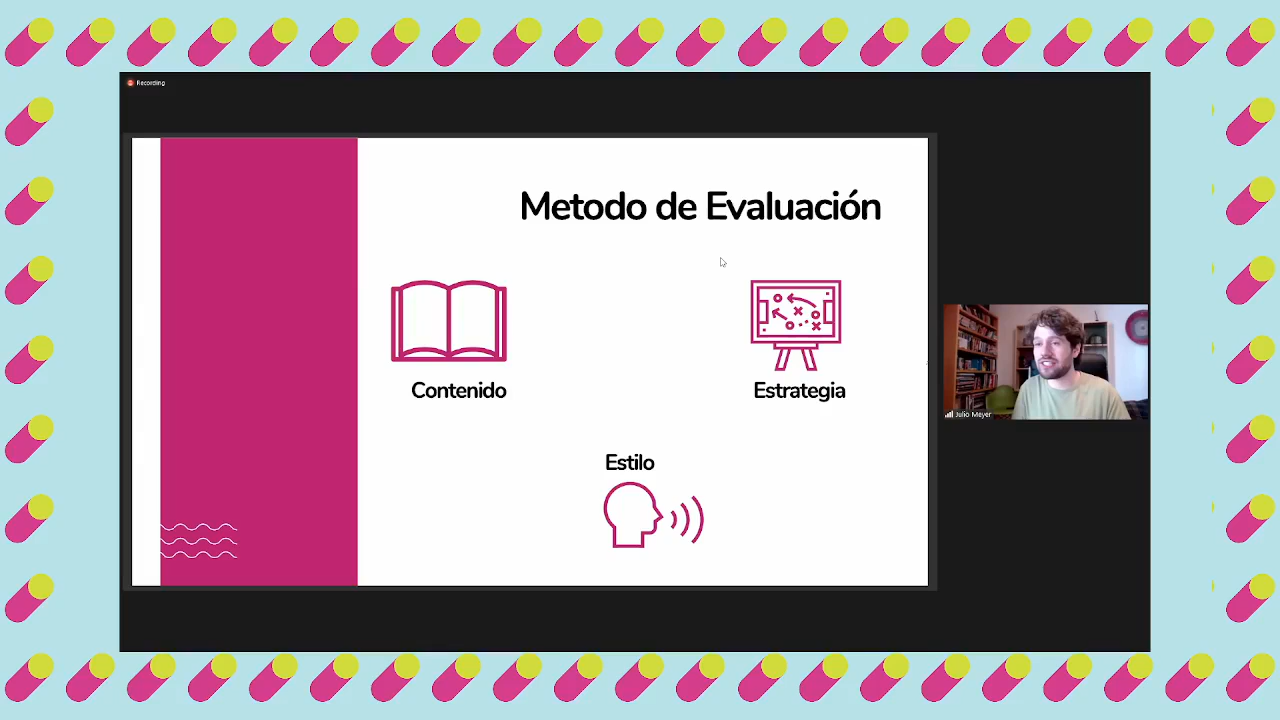 Recording
Metodo de Evaluación
Contenido
Estrategia
Estilo
Julio Meyer